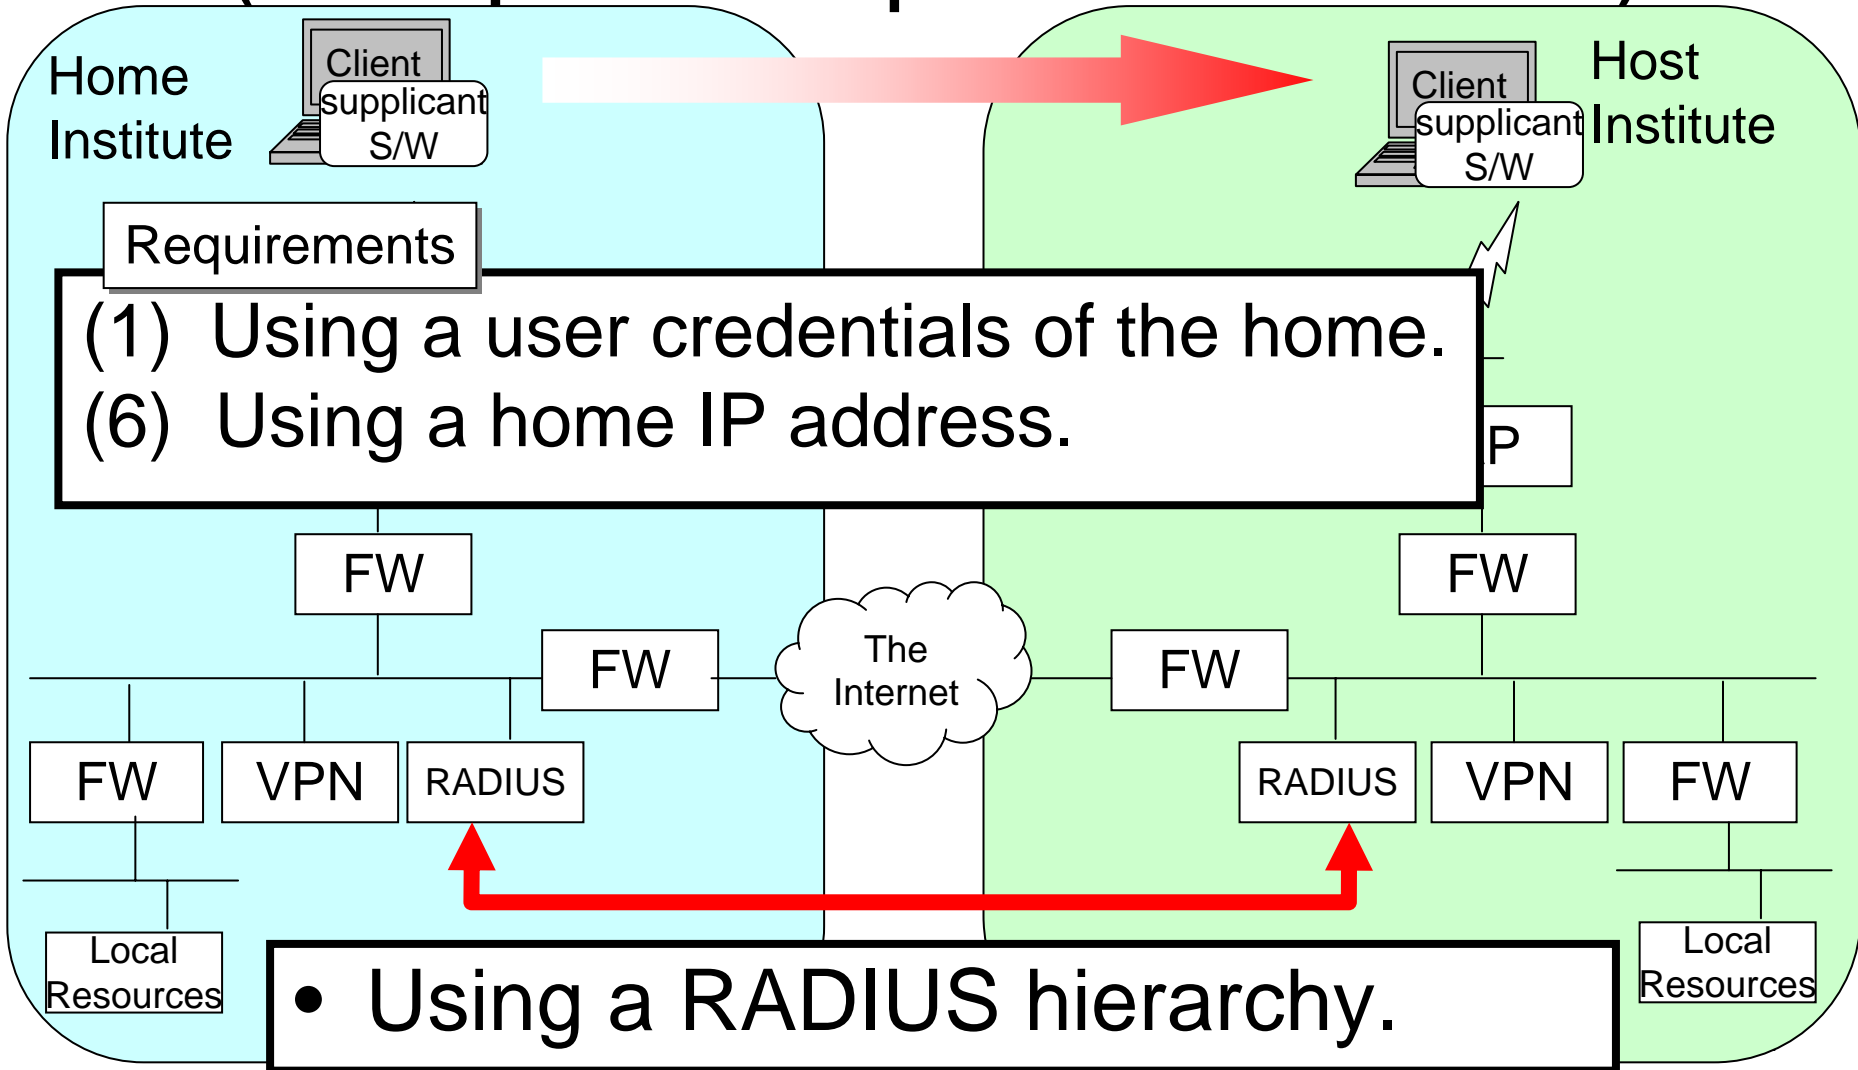 Home
Institute
Client
supplicant
S/W
Client
supplicant
S/W
Host
Institute
Requirements
(1) Using a user credentials of the home.
(6) Using a home IP address.
P
FW
FW
FW
The
Internet
FW
FW
VPN
RADIUS
RADIUS
VPN
FW
Local
Resources
Local
Resources
• Using a RADIUS hierarchy.